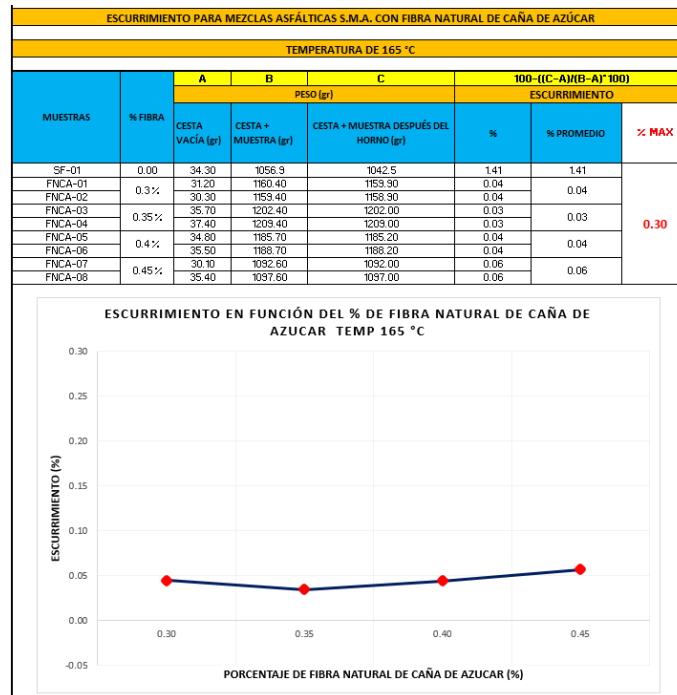 ESCURRIMIENTO PARA MEZCLAS ASFÁLTICAS S.M.A. CON FIBRA NATURAL DE CAÑA DE AZÚCAR
TEMPERATURA DE 165 °C
A B C 100-((C-A)/(B-A)*100)
PESO (gr) ESCURRIMIENTO
MUESTRAS % FIBRA CESTA VACÍA (gr) CESTA + MUESTRA (gr) CESTA + MUESTRA DESPUÉS DEL HORNO (gr) % % PROMEDIO % MAX
SF-01 0.00 34.30 1056.9 1042.5 1.41 1.41
FNCA-01 0.3% 31.20 1160.40 1159.90 0.04 0.04
FNCA-02 30.30 1159.40 1158.90 0.04
FNCA-03 0.35% 35.70 1202.40 1202.00 0.03 0.03
FNCA-04 37.40 1209.40 1209.00 0.03
0.30
FNCA-05 0.4% 34.80 1185.70 1185.20 0.04 0.04
FNCA-06 35.50 1188.70 1188.20 0.04
FNCA-07 0.45% 30.10 1092.60 1092.00 0.06 0.06
FNCA-08 35.40 1097.60 1097.00 0.06
ESCURRIMIENTO EN FUNCIÓN DEL % DE FIBRA NATURAL DE CAÑA DE
AZUCAR TEMP 165 °C
ESCURRIMIENTO (%)
0.30
0.25
0.20
0.15
0.10
0.05
0.00
-0.05
0.30 0.35 0.40 0.45
PORCENTAJE DE FIBRA NATURAL DE CAÑA DE AZUCAR (%)